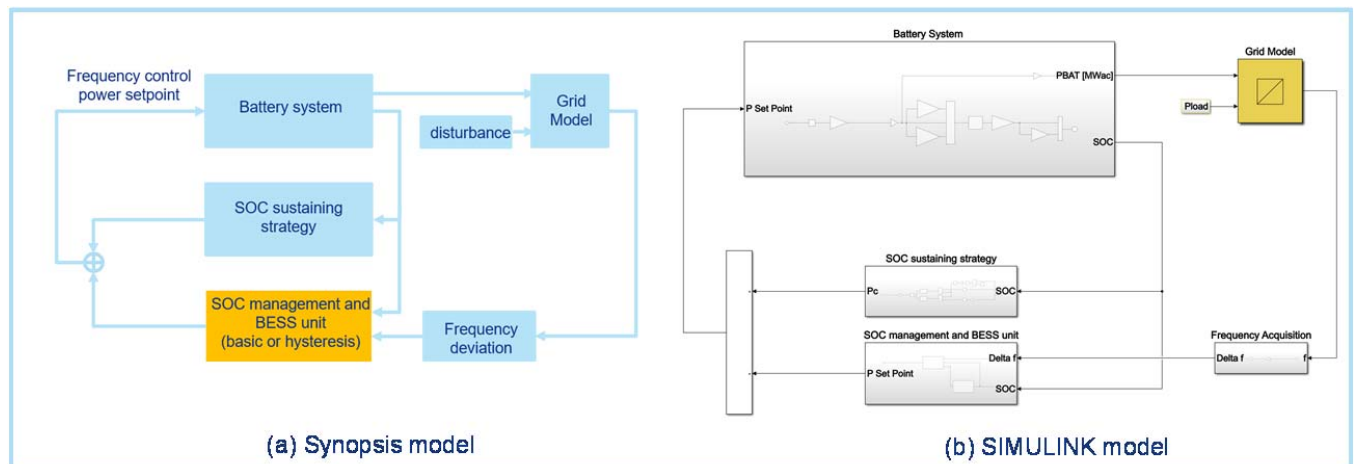 Frequency control
power setpoint
Battery system
Grid
Model
disturbance
SOC sustaining
strategy
SOC management and
BESS unit
(basic or hysteresis)
Frequency
deviation
(a) Synopsis model
Battery System
P Set Point
PBAT [MWac]
SOC
Grid Model
Pload
SOC sustaining strategy
Pc
SOC
SOC management and BESS unit
P Set Point
Delta f
SOC
Frequency Acquisition
Delta f
f
(b) SIMULINK model